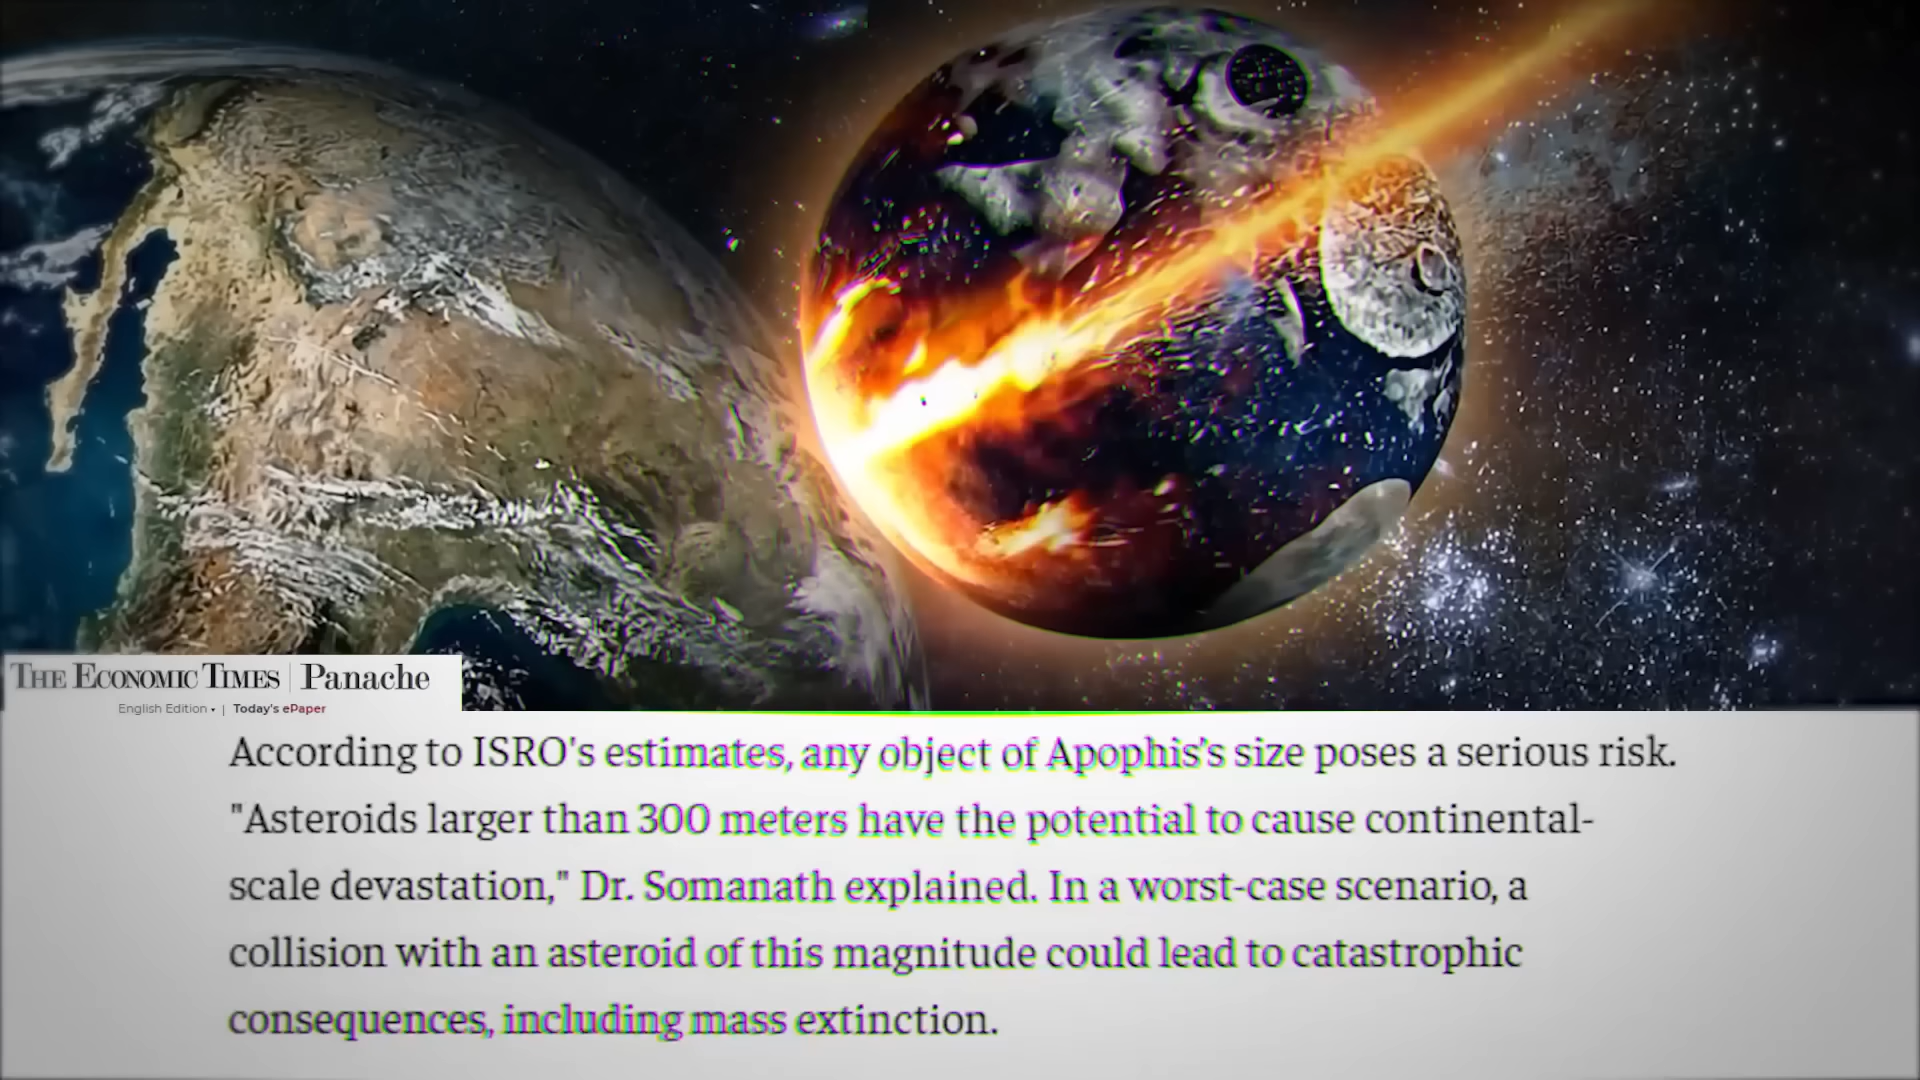 THE ECONOMIC TIMES | Panache
English Edition ▾ | Today's ePaper
According to ISRO's estimates, any object of Apophis's size poses a serious risk.
"Asteroids larger than 300 meters have the potential to cause continental-
scale devastation," Dr. Somanath explained. In a worst-case scenario, a
collision with an asteroid of this magnitude could lead to catastrophic
consequences, including mass extinction.